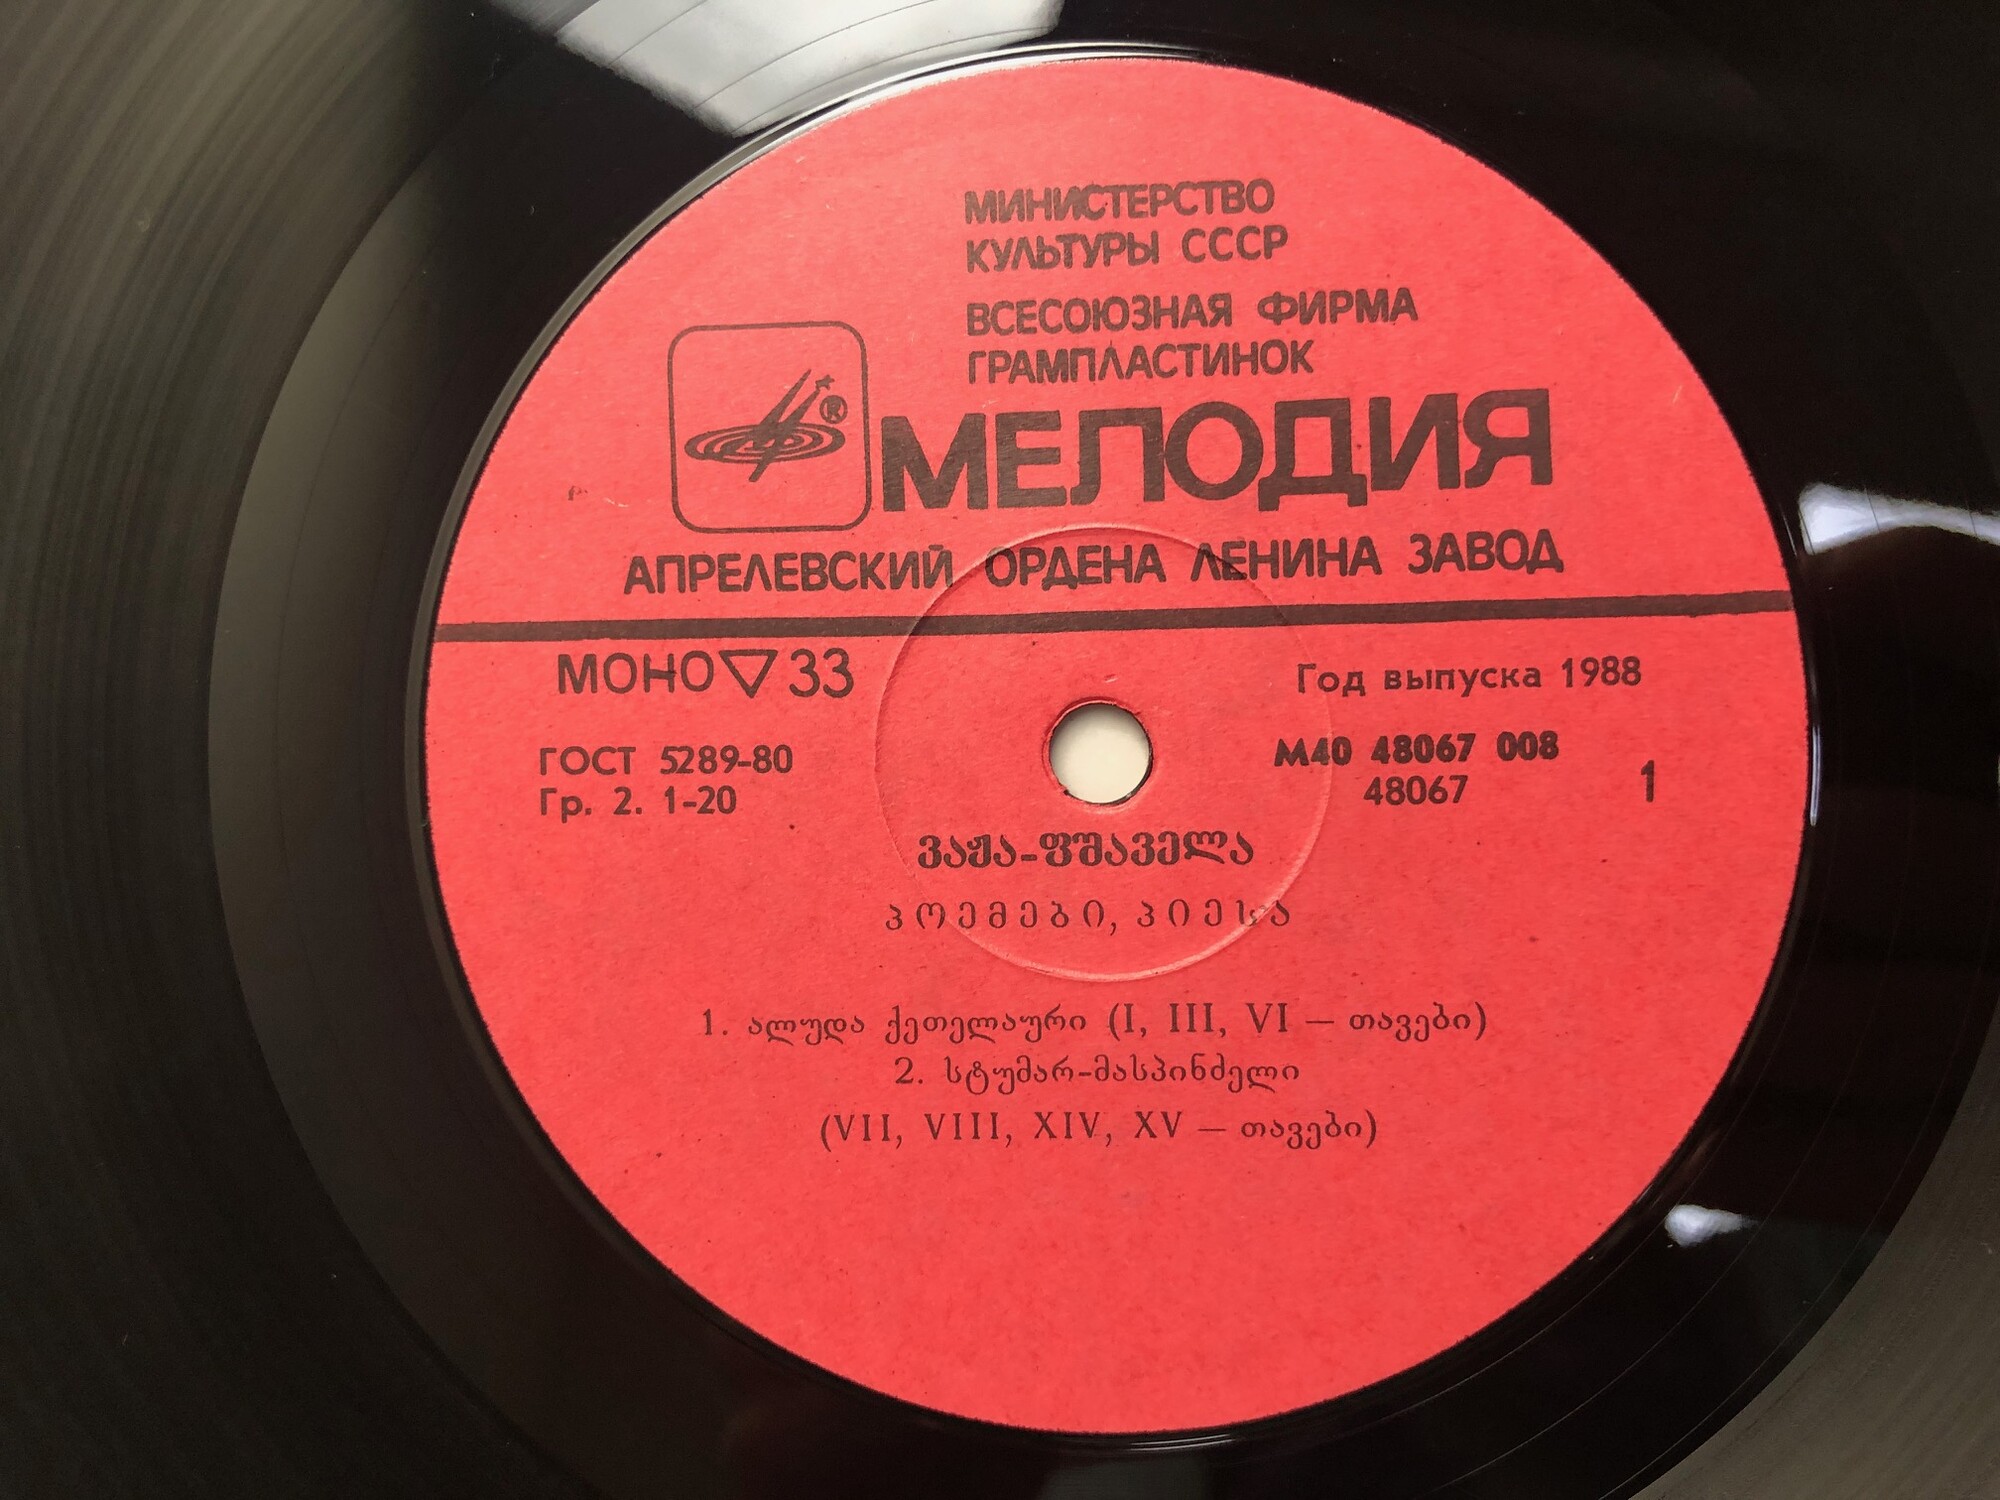 МИНИСТЕРСТВО
КУЛЬТУРЫ СССР
ВСЕСОЮЗНАЯ ФИРМА
ГРАМПЛАСТИНОК
®
МЕЛОДИЯ
АПРЕЛЕВСКИЙ ОРДЕНА ЛЕНИНА ЗАВОД
МОНО ▽ 33
Год выпуска 1988
ГОСТ 5289-80
М40 48067 008
Гр. 2. 1-20
48067
1
ვაჟა-ფშაველა
პოემები, პიესა
1. ალუდა ქეთელაური (I, III, VI — თავები)
2. სტუმარ-მასპინძელი
(VII, VIII, XIV, XV — თავები)